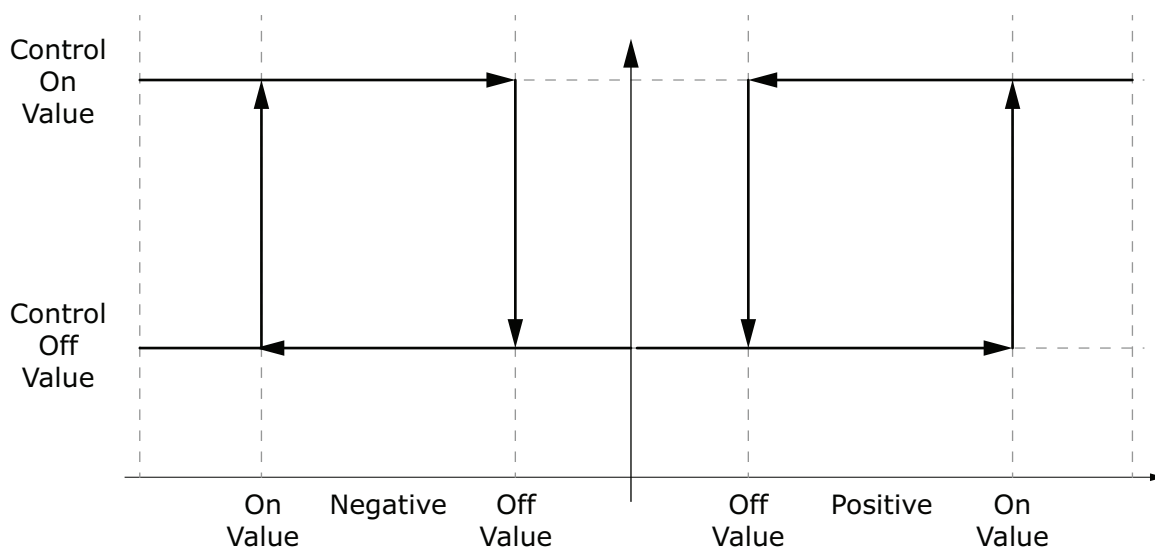 Control
On
Value
Control
Off
Value
On
Value
Negative
Off
Value
Off
Value
Positive
On
Value